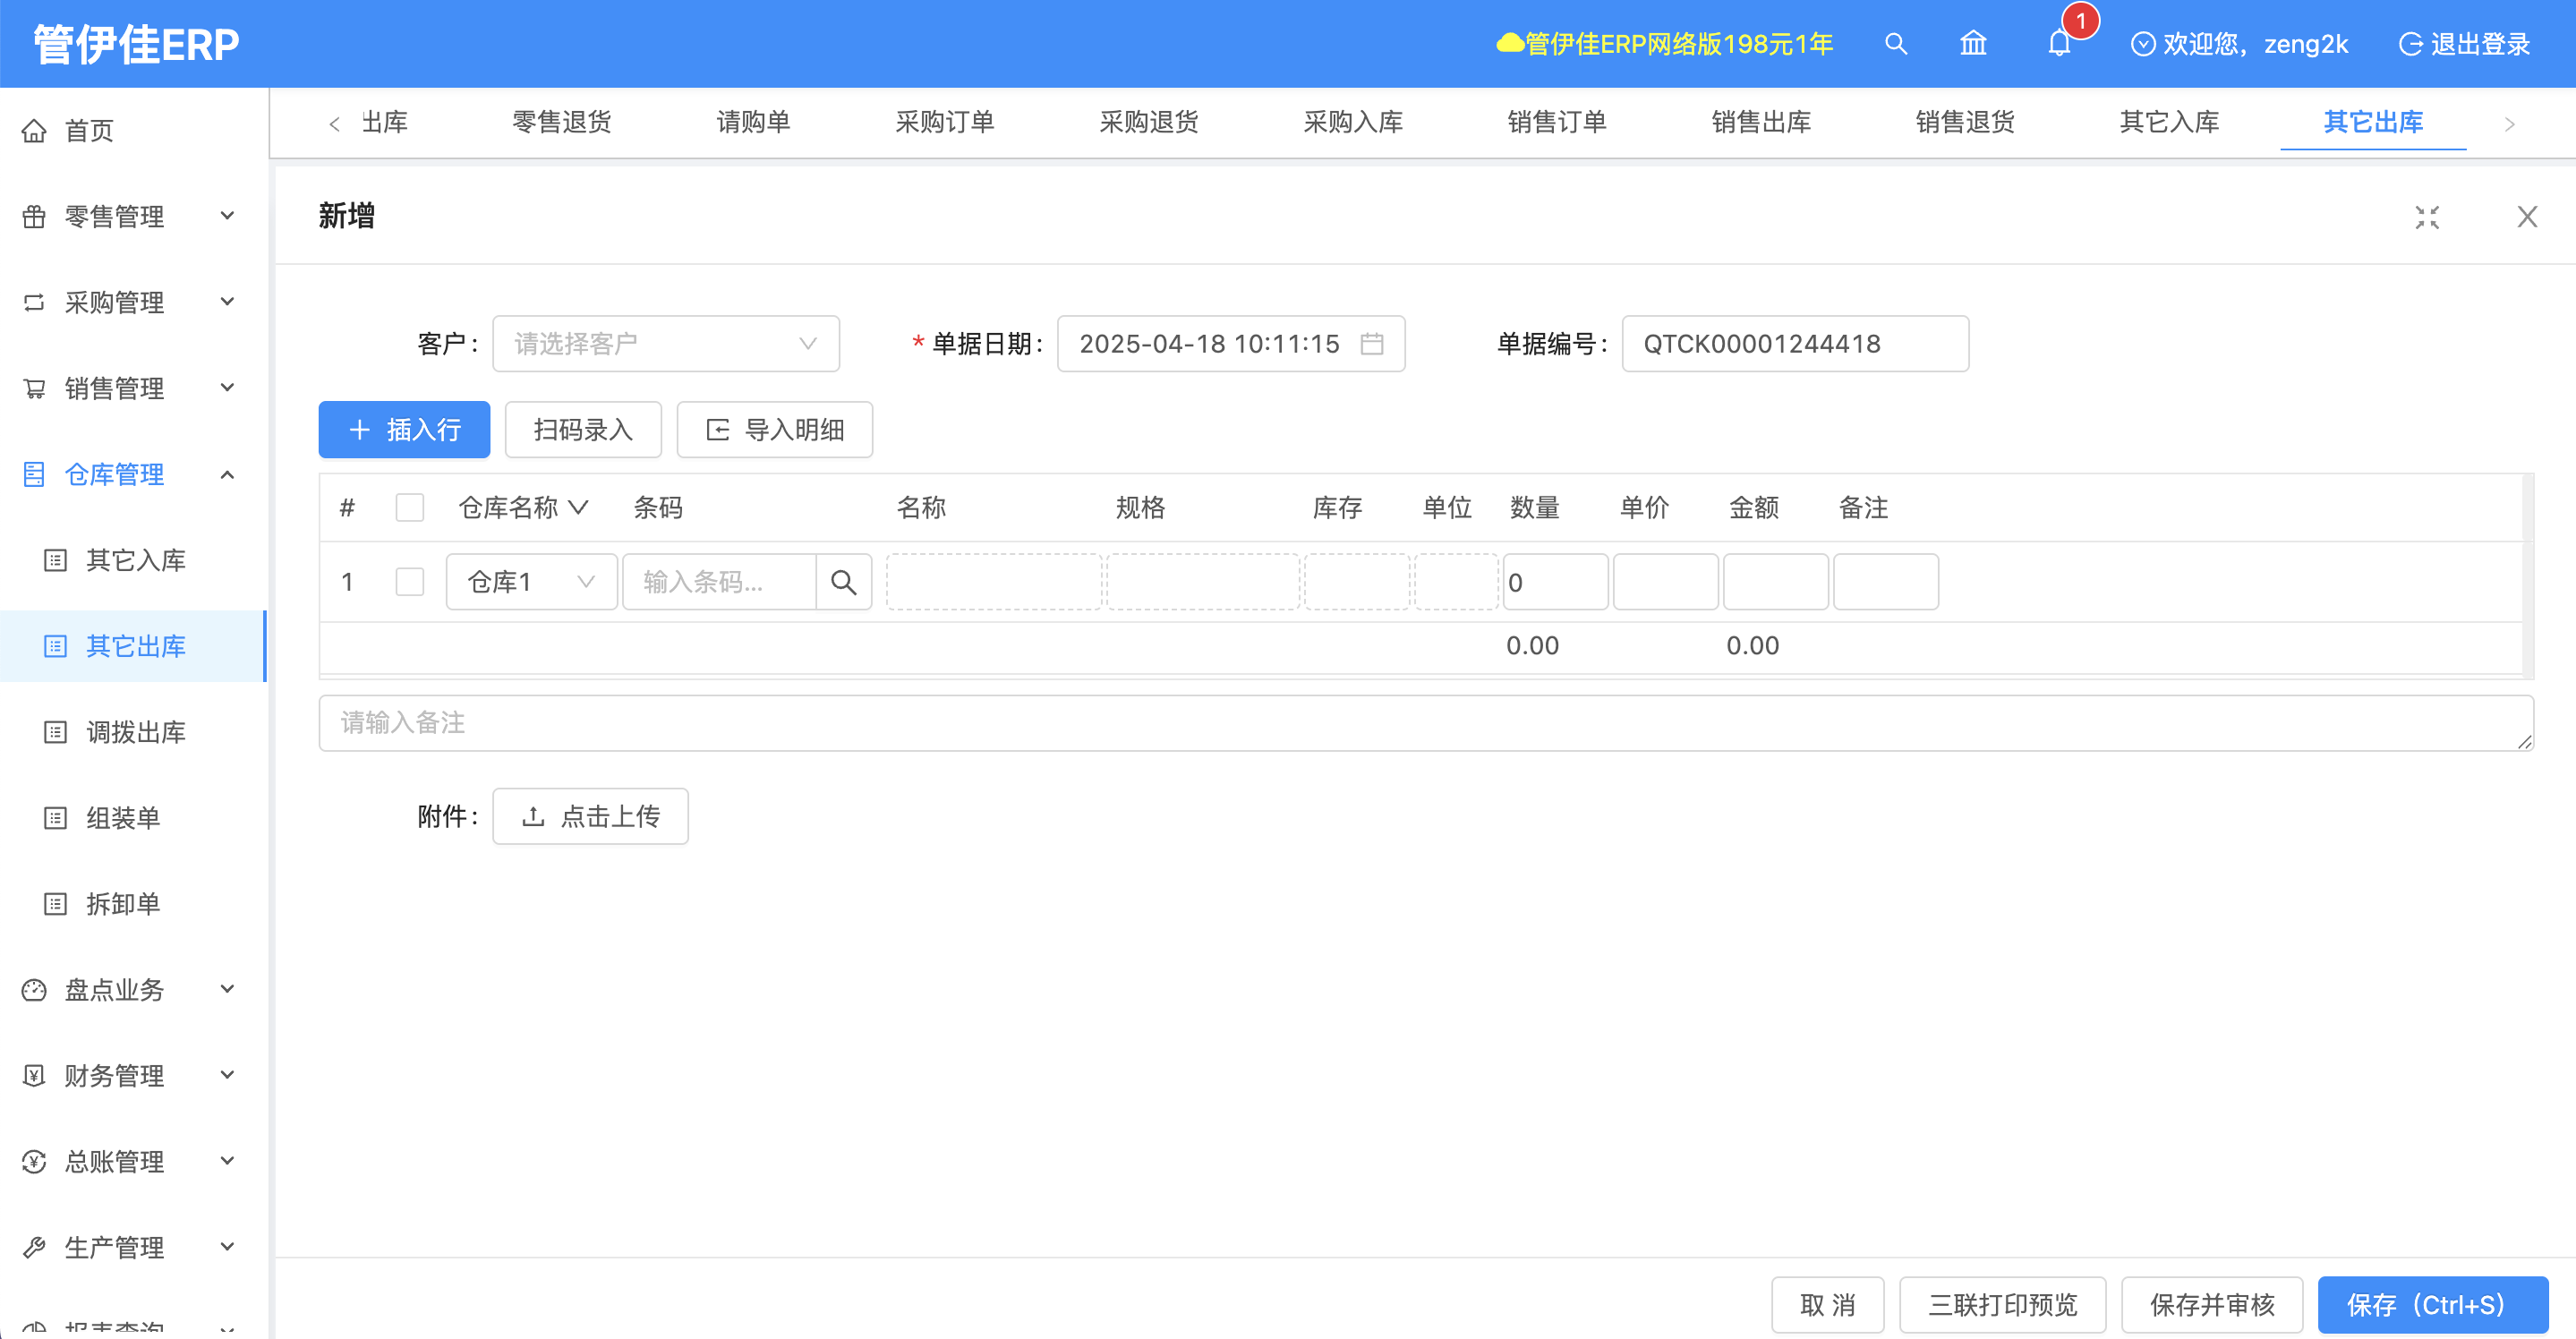 管伊佳ERP
管伊佳ERP网络版198元1年
1
欢迎您，zeng2k
退出登录
首页
零售管理
采购管理
销售管理
仓库管理
其它入库
其它出库
调拨出库
组装单
拆卸单
盘点业务
财务管理
总账管理
生产管理
报表查询
出库 零售退货 请购单 采购订单 采购退货 采购入库 销售订单 销售出库 销售退货 其它入库 其它出库
新增
客户： 请选择客户 * 单据日期： 2025-04-18 10:11:15 单据编号： QTCK00001244418
插入行 扫码录入 导入明细
# 仓库名称 条码 名称 规格 库存 单位 数量 单价 金额 备注
1 仓库1 输入条码... 0
0.00 0.00
请输入备注
附件： 点击上传
取 消 三联打印预览 保存并审核 保存（Ctrl+S）